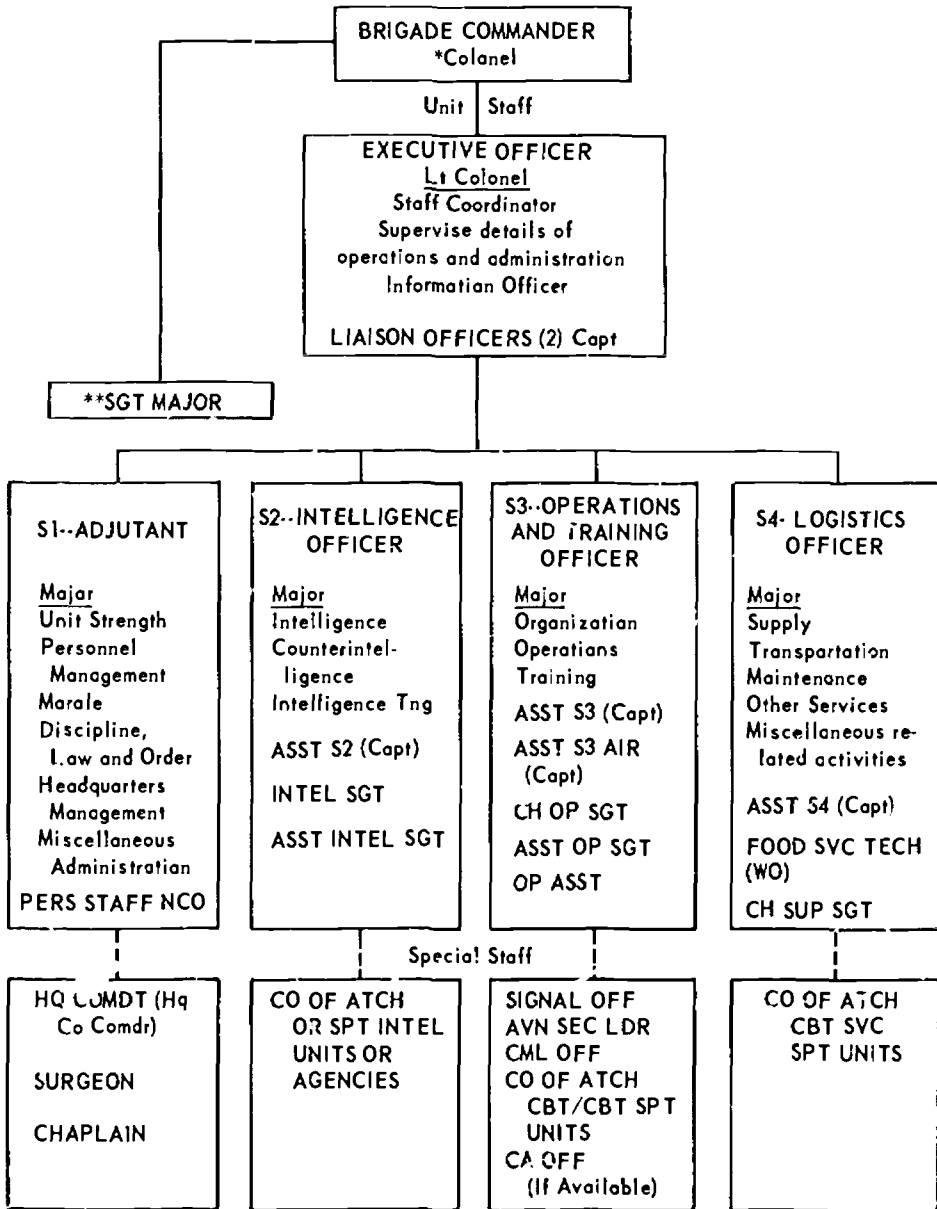 BRIGADE COMMANDER
*Colanel
Unit Staff
EXECUTIVE OFFICER
Lt Colonel
Staff Coordinator
Supervise details of
operations and administration
Information Officer
LIAISON OFFICERS (2) Capt
**SGT MAJOR
S1--ADJUTANT
Majar
Unit Strength
Personnel
Management
Marale
Discipline,
Law and Order
Headquarters
Management
Miscellaneous
Administration
PERS STAFF NCO
S2--INTELLIGENCE
OFFICER
Major
Intelligence
Counterintel-
ligence
Intelligence Tng
ASST S2 (Capt)
INTEL SGT
ASST INTEL SGT
S3--OPERATIONS
AND TRAINING
OFFICER
Major
Organization
Operations
Training
ASST S3 (Capt)
ASST S3 AIR
(Capt)
CH OP SGT
ASST OP SGT
OP ASST
S4- LOGISTICS
OFFICER
Major
Supply
Transportation
Maintenance
Other Services
Miscellaneous re-
lated activities
ASST S4 (Capt)
FOOD SVC TECH
(WO)
CH SUP SGT
Special Staff
HQ COMDT (Hq
Co Comdr)
SURGEON
CHAPLAIN
CO OF ATCH
OR SPT INTEL
UNITS OR
AGENCIES
SIGNAL OFF
AVN SEC LDR
CML OFF
CO OF ATCH
CBT/CBT SPT
UNITS
CA OFF
(If Available)
CO OF ATCH
CBT SVC
SPT UNITS